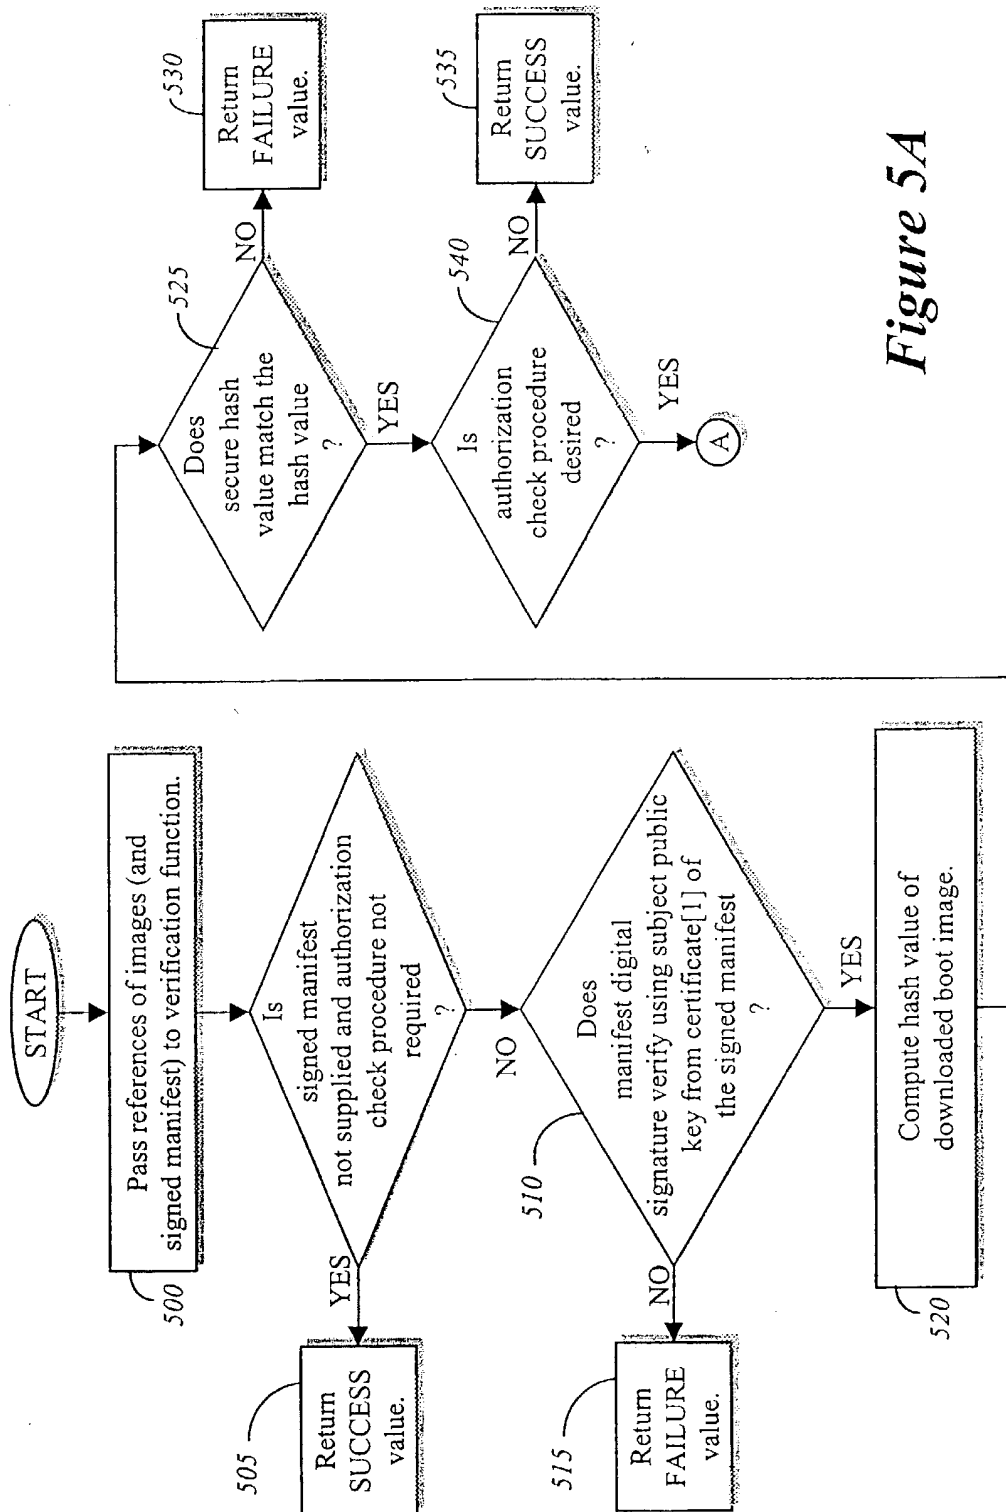 START
Pass references of images (and
signed manifest) to verification function.
500
Is
signed manifest
not supplied and authorization
check procedure not
required
?
YES
NO
505
Return
SUCCESS
value.
Does
manifest digital
signature verify using subject public
key from certificate[1] of
the signed manifest
?
510
NO
YES
515
Return
FAILURE
value.
Compute hash value of
downloaded boot image.
520
Does
secure hash
value match the
hash value
?
525
NO
YES
530
Return
FAILURE
value.
Is
authorization
check procedure
desired
?
540
NO
YES
535
Return
SUCCESS
value.
A
Figure 5A